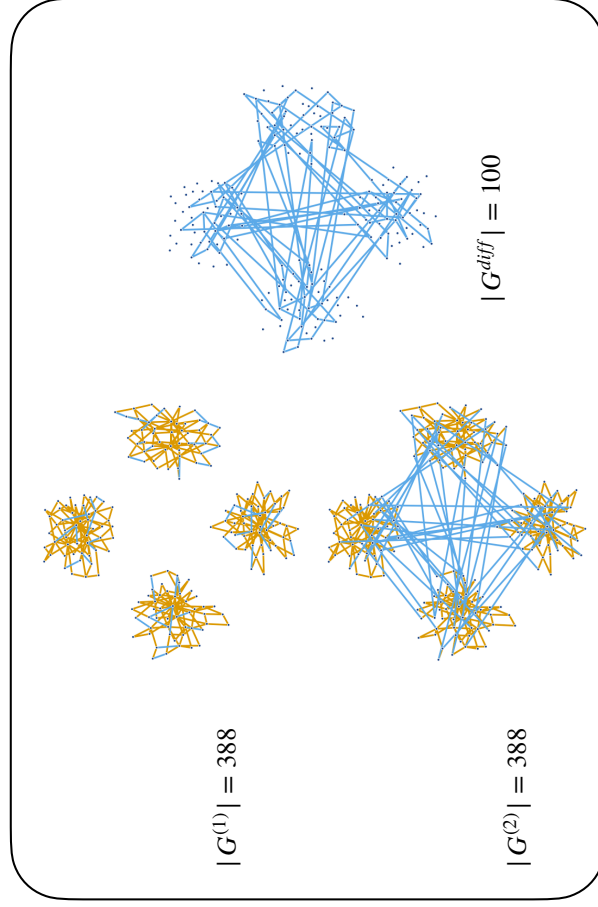 |G^{(1)}| = 388
|G^{(2)}| = 388
|G^{diff}| = 100